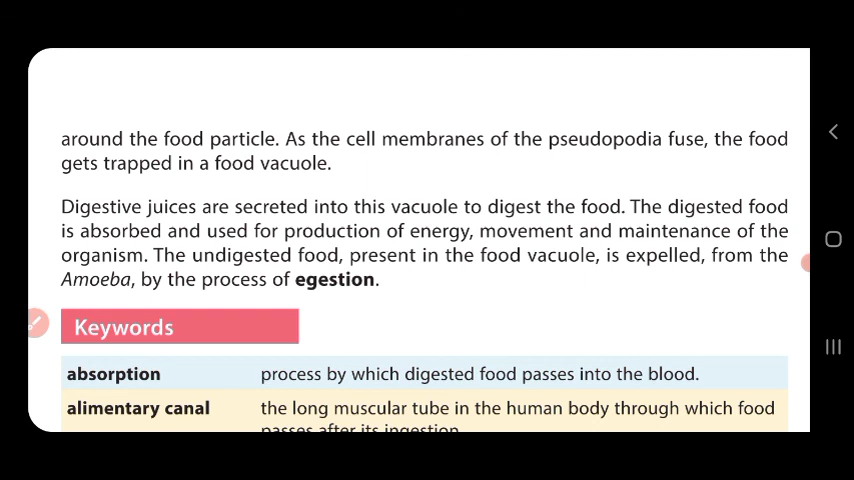 around the food particle. As the cell membranes of the pseudopodia fuse, the food
gets trapped in a food vacuole.
Digestive juices are secreted into this vacuole to digest the food. The digested food
is absorbed and used for production of energy, movement and maintenance of the
organism. The undigested food, present in the food vacuole, is expelled, from the
Amoeba, by the process of egestion.
Keywords
absorption process by which digested food passes into the blood.
alimentary canal the long muscular tube in the human body through which food
passes after its ingestion